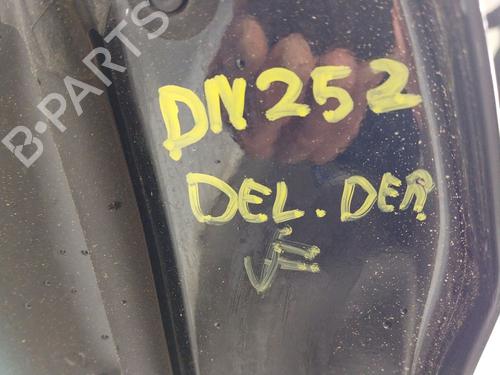 B-PARTS
DN252
DEL. DER